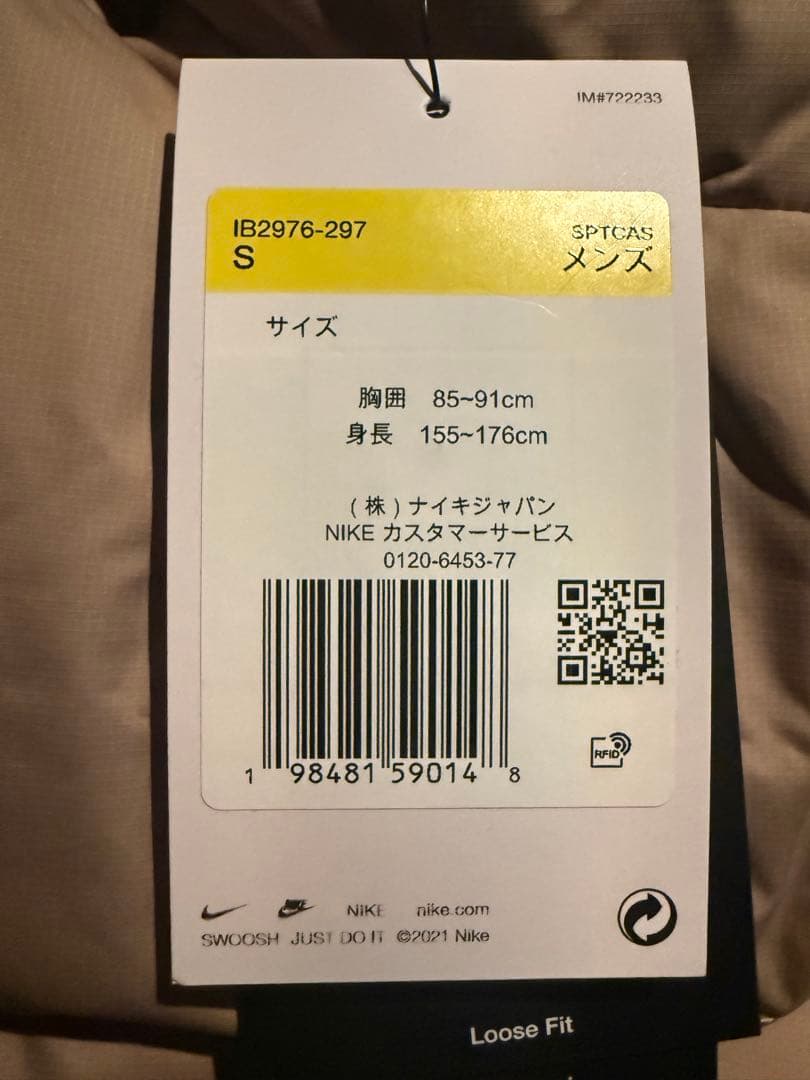 IM#722233
IB2976-297
S
SPTCAS
メンズ
サイズ
胸囲 85~91cm
身長 155~176cm
(株)ナイキジャパン
NIKE カスタマーサービス
0120-6453-77
1 98481 59014 8
RFID
NIKE nike.com
SWOOSH JUST DO IT ©2021 Nike
Loose Fit